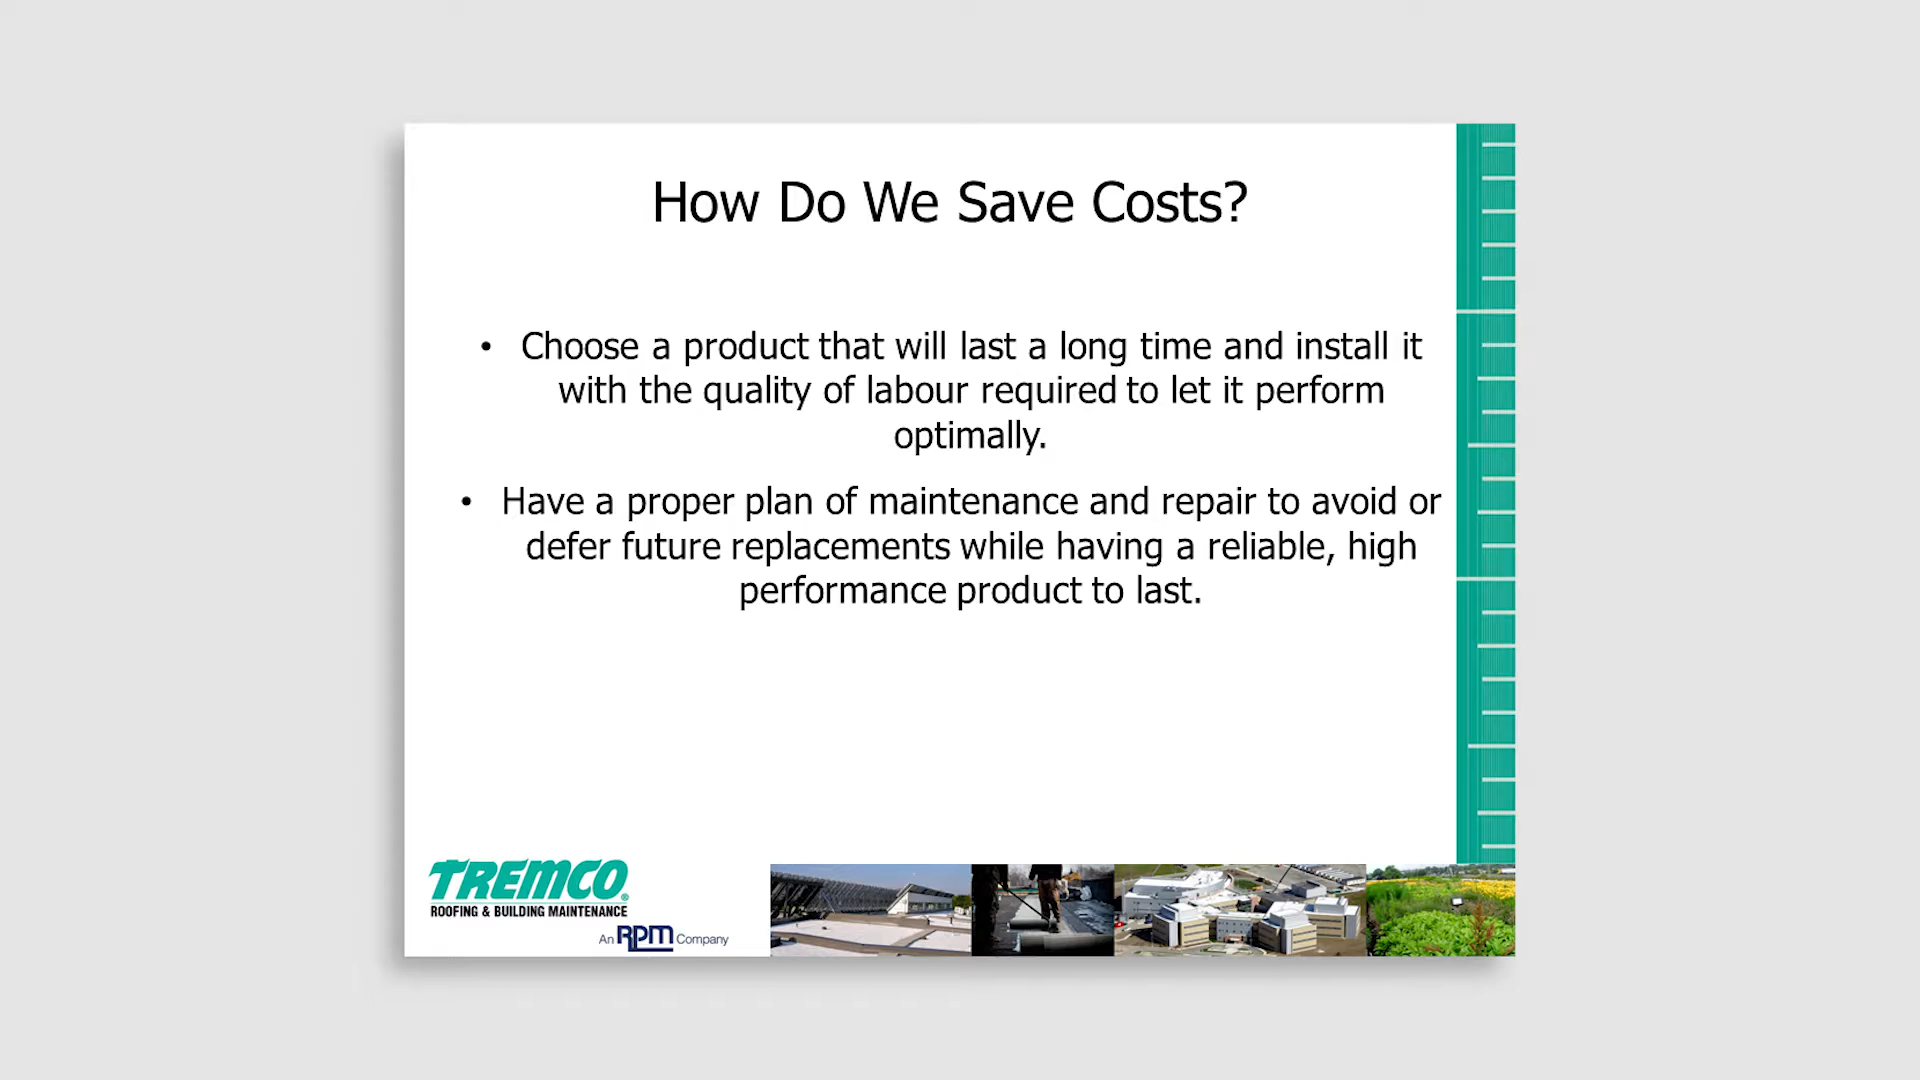 How Do We Save Costs?
• Choose a product that will last a long time and install it
with the quality of labour required to let it perform
optimally.
• Have a proper plan of maintenance and repair to avoid or
defer future replacements while having a reliable, high
performance product to last.
TREMCO®
ROOFING & BUILDING MAINTENANCE
An RPM Company